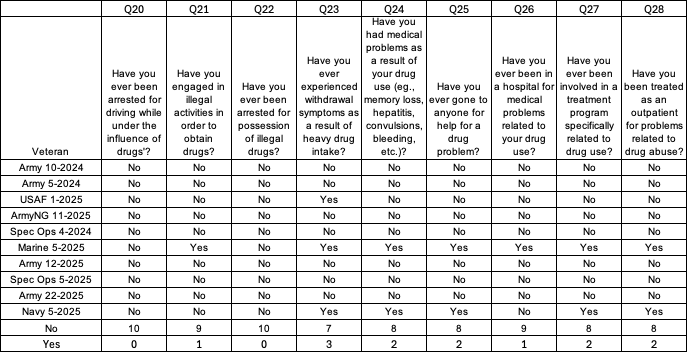 Q20 Q21 Q22 Q23 Q24 Q25 Q26 Q27 Q28
Veteran
Have you
ever been
arrested for
driving while
under the
influence of
drugs'?
Have you
engaged in
illegal
activities in
order to
obtain
drugs?
Have you
ever been
arrested for
possession
of illegal
drugs?
Have you
ever
experienced
withdrawal
symptoms as
a result of
heavy drug
intake?
Have you
had medical
problems as
a result of
your drug
use (eg.,
memory loss,
hepatitis,
convulsions,
bleeding,
etc.)?
Have you
ever gone to
anyone for
help for a
drug
problem?
Have you
ever been in
a hospital for
medical
problems
related to
your drug
use?
Have you
ever been
involved in a
treatment
program
specifically
related to
drug use?
Have you
been treated
as an
outpatient
for problems
related to
drug abuse?
Army 10-2024 No No No No No No No No No
Army 5-2024 No No No No No No No No No
USAF 1-2025 No No No Yes No No No No No
ArmyNG 11-2025 No No No No No No No No No
Spec Ops 4-2024 No No No No No No No No No
Marine 5-2025 No Yes No Yes Yes Yes Yes Yes Yes
Army 12-2025 No No No No No No No No No
Spec Ops 5-2025 No No No No No No No No No
Army 22-2025 No No No No No No No No No
Navy 5-2025 No No No Yes Yes Yes No Yes Yes
No 10 9 10 7 8 8 9 8 8
Yes 0 1 0 3 2 2 1 2 2